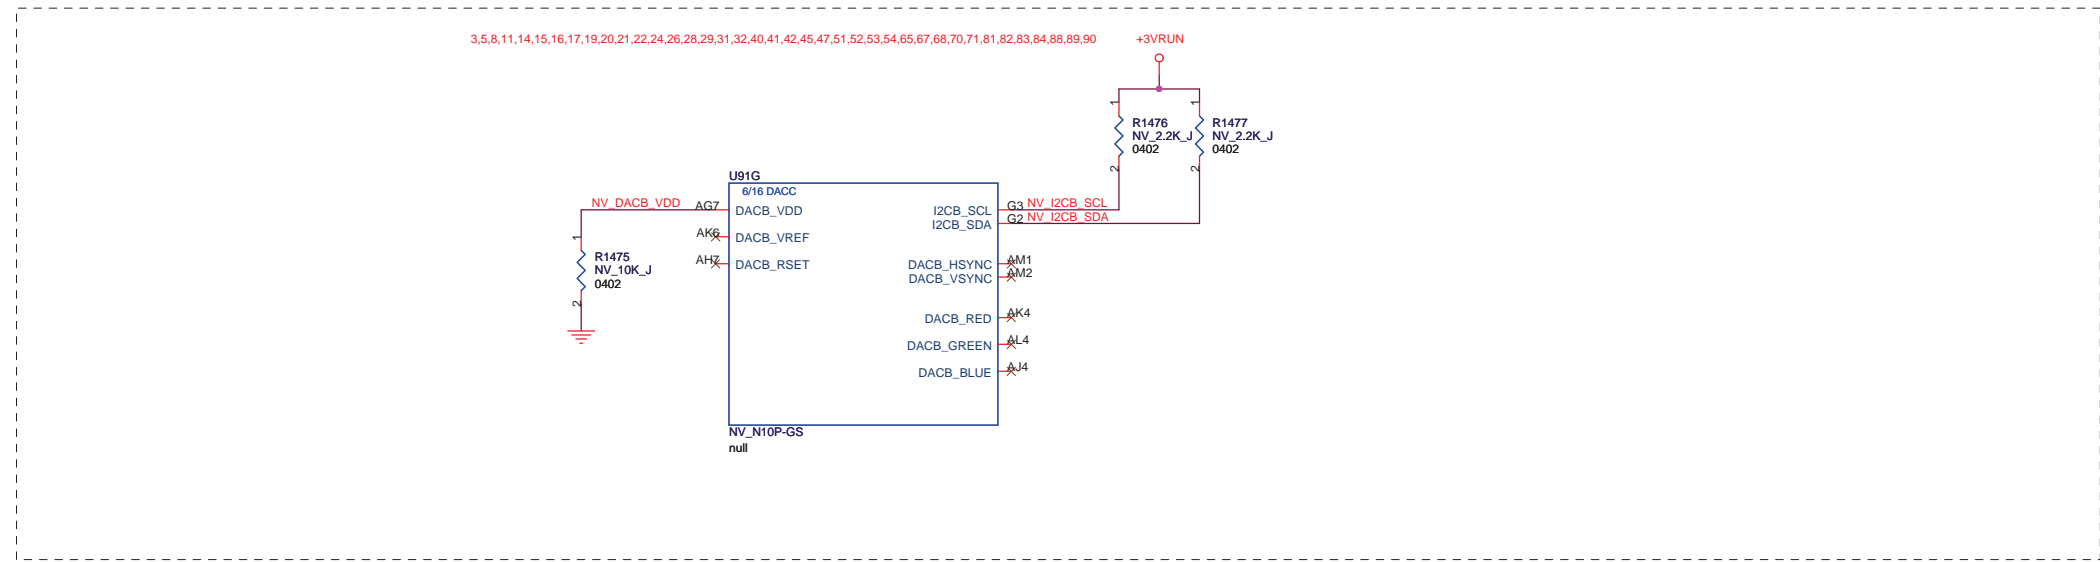 3,5,8,11,14,15,16,17,19,20,21,22,24,26,28,29,31,32,40,41,42,45,47,51,52,53,54,65,67,68,70,71,81,82,83,84,88,89,90 +3VRUN
1 1
R1476 R1477
NV_2.2K_J NV_2.2K_J
0402 0402
2 2
U91G
6/16 DACC
NV_DACB_VDD AG7 DACB_VDD I2CB_SCL G3 NV_I2CB_SCL
I2CB_SDA G2 NV_I2CB_SDA
AK6 DACB_VREF
1
R1475
NV_10K_J
0402
2
AH7 DACB_RSET DACB_HSYNC AM1
DACB_VSYNC AM2
DACB_RED AK4
DACB_GREEN AL4
DACB_BLUE AJ4
NV_N10P-GS
null